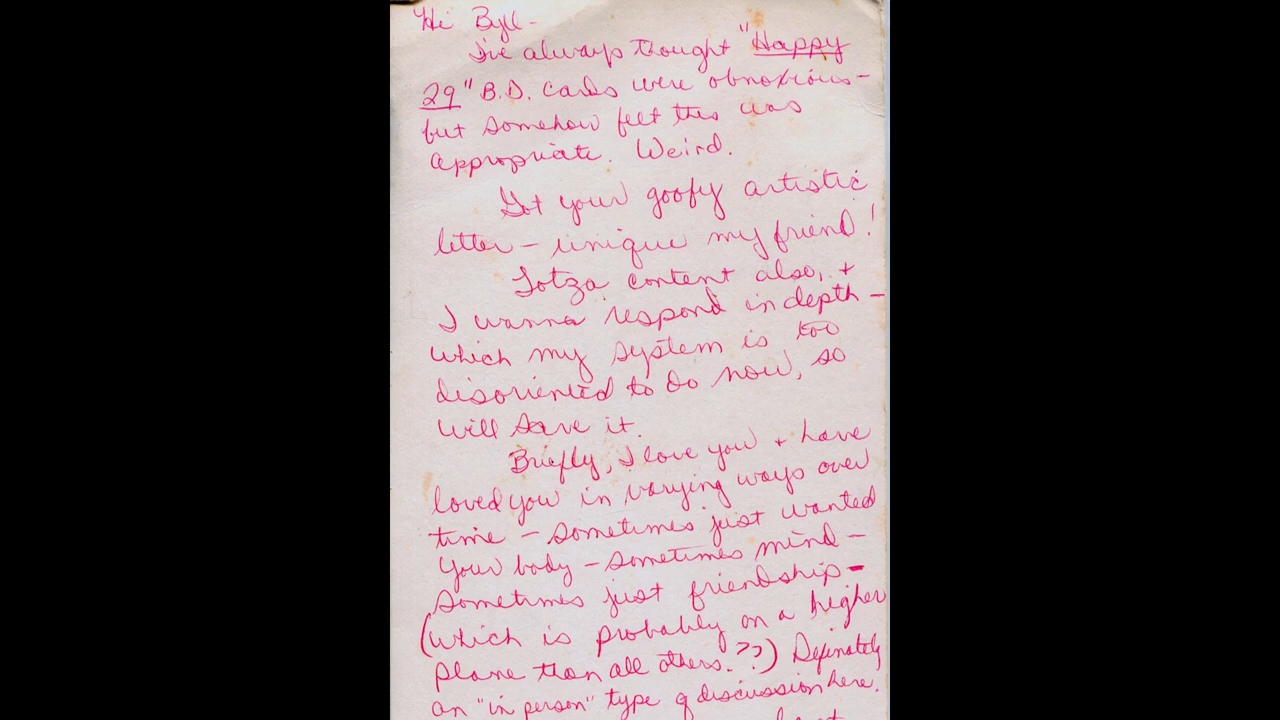 Hi Byll -
I've always thought "Happy
29" B.D. cards were obnoxious -
but somehow felt this was
appropriate. Weird.
Got your goofy artistic
letter - unique my friend!
Lotza content also, +
I wanna respond in depth -
which my system is too
disoriented to do now, so
will save it.
Briefly, I love you + have
loved you in varying ways over
time - sometimes just wanted
your body - sometimes mind -
sometimes just friendship -
(which is probably on a higher
plane than all others.??) Definately
an "in person" type of discussion here.